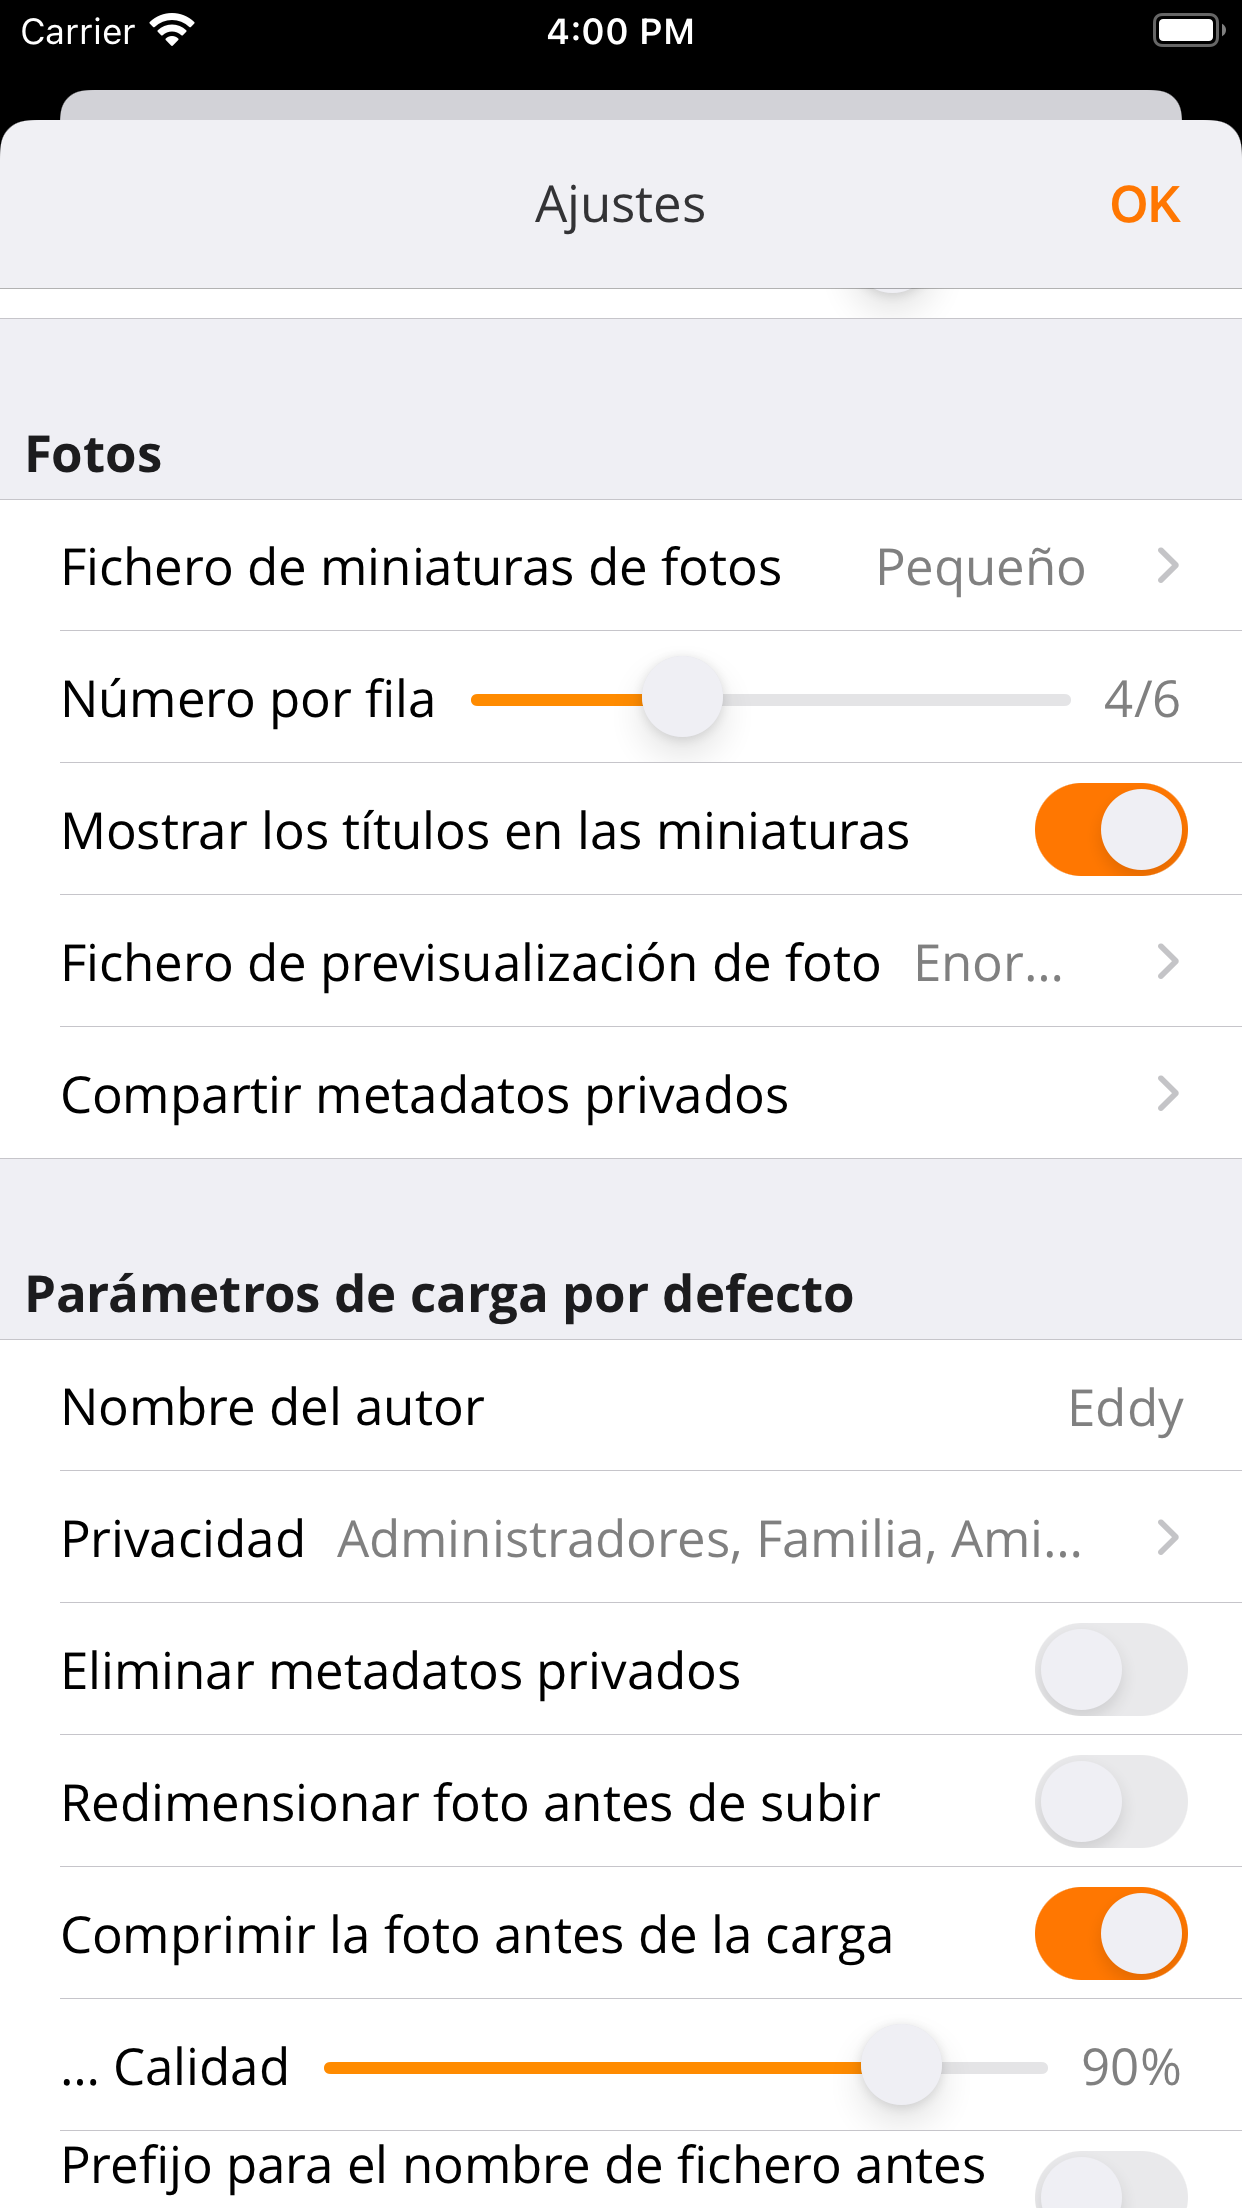 Carrier 4:00 PM
Ajustes OK
Fotos
Fichero de miniaturas de fotos Pequeño
Número por fila 4/6
Mostrar los títulos en las miniaturas
Fichero de previsualización de foto Enor...
Compartir metadatos privados
Parámetros de carga por defecto
Nombre del autor Eddy
Privacidad Administradores, Familia, Ami...
Eliminar metadatos privados
Redimensionar foto antes de subir
Comprimir la foto antes de la carga
... Calidad 90%
Prefijo para el nombre de fichero antes